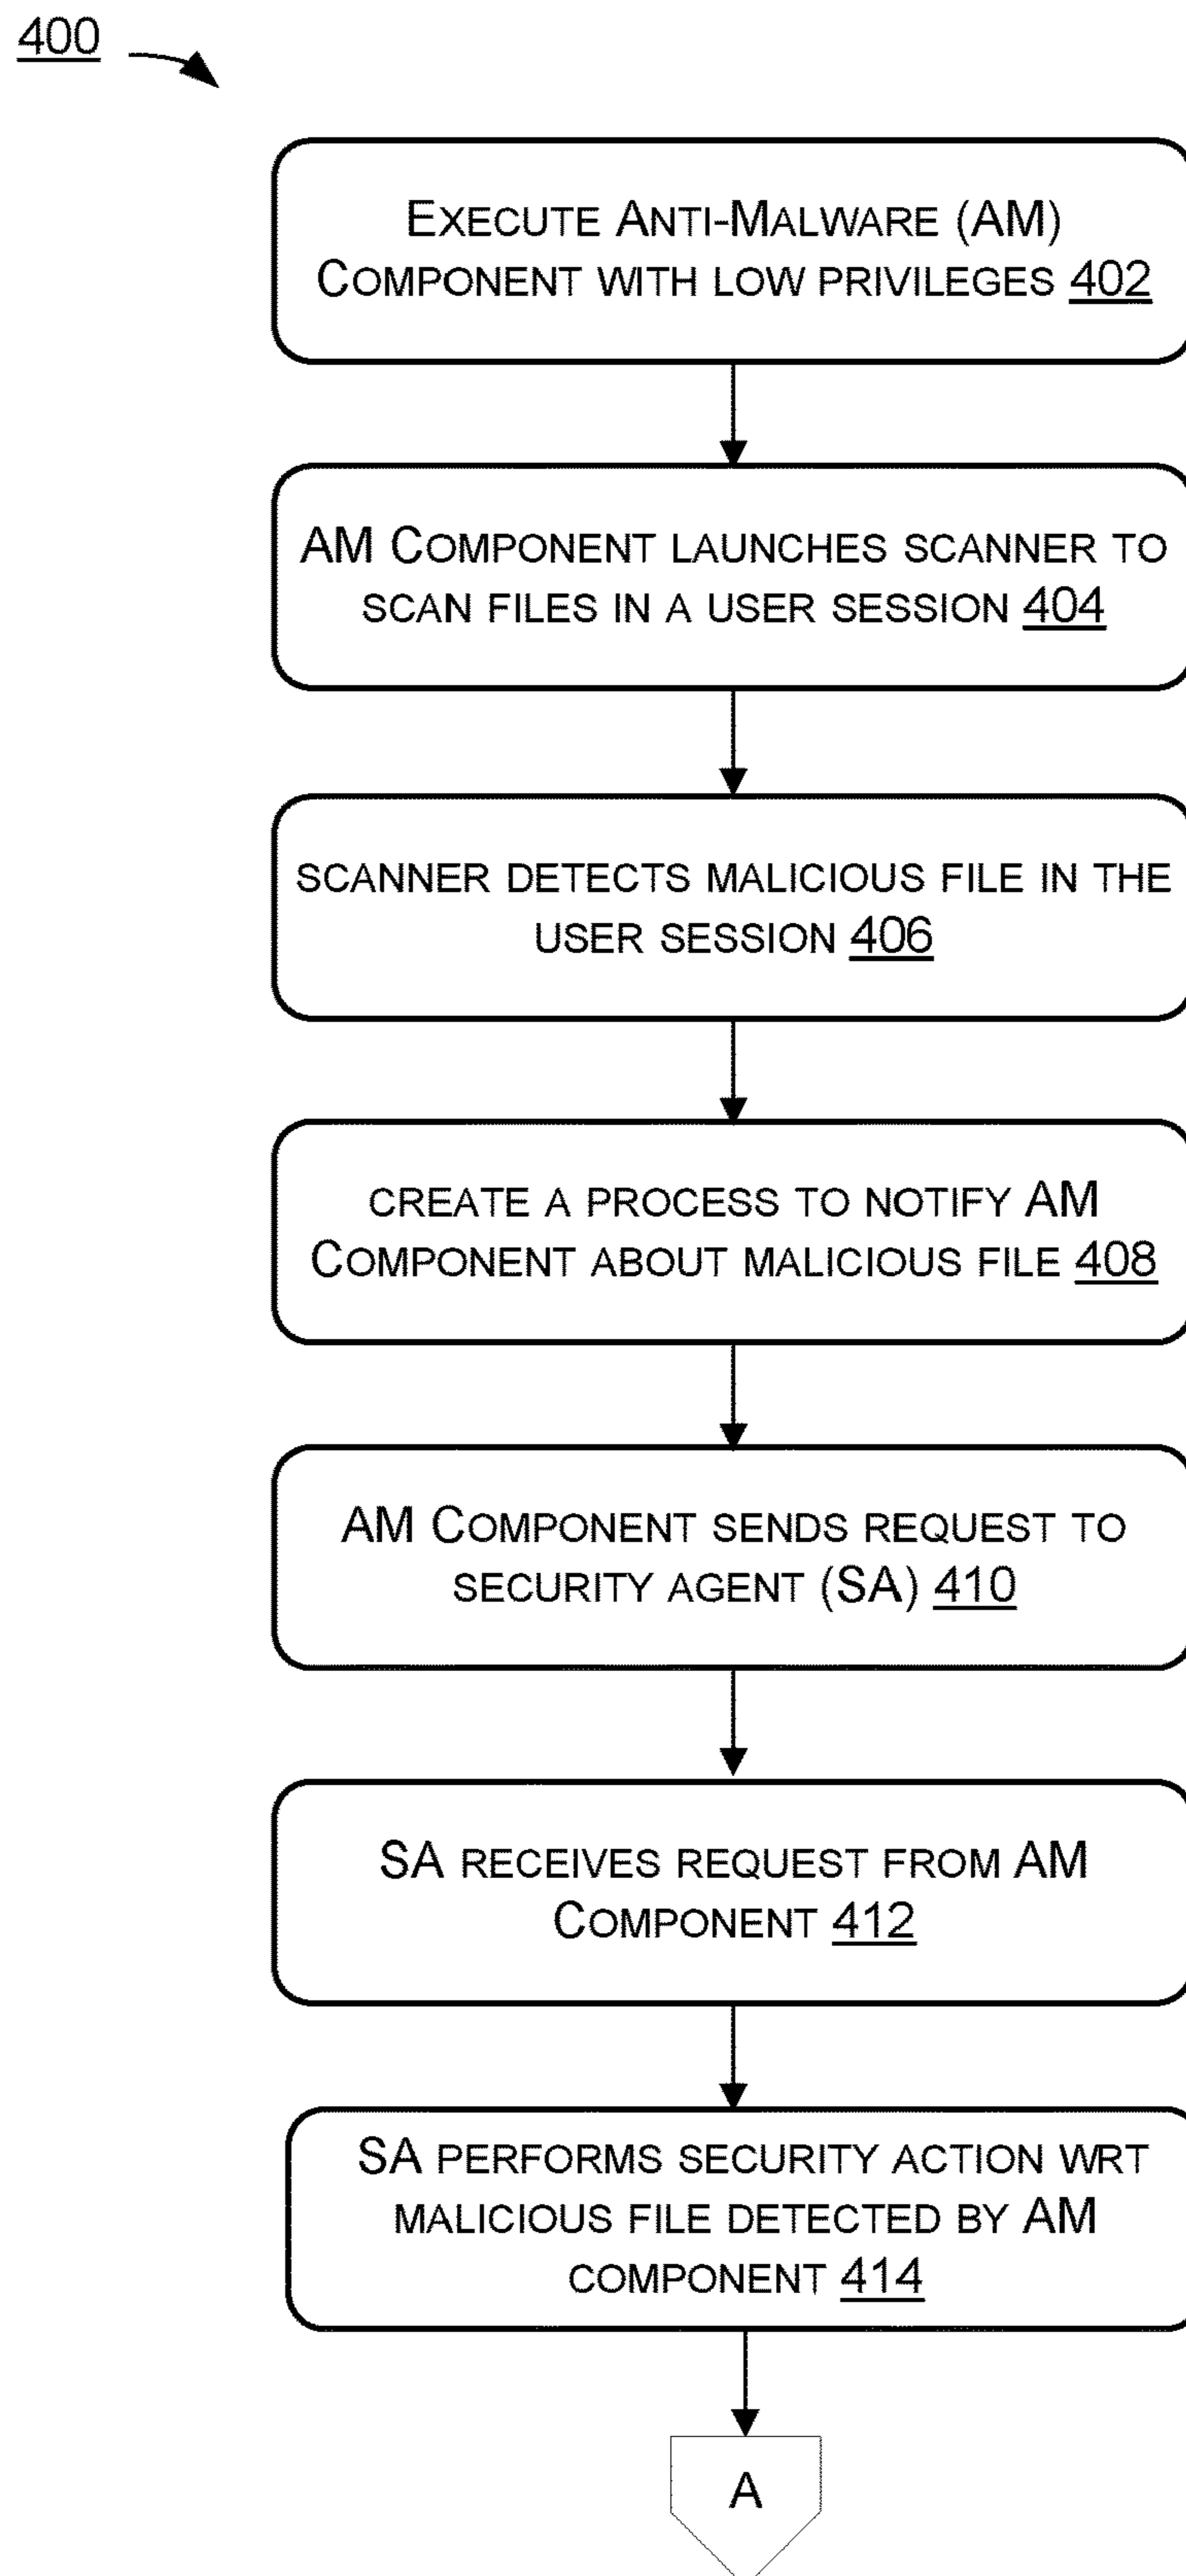 400
EXECUTE ANTI-MALWARE (AM)
COMPONENT WITH LOW PRIVILEGES 402
AM COMPONENT LAUNCHES SCANNER TO
SCAN FILES IN A USER SESSION 404
SCANNER DETECTS MALICIOUS FILE IN THE
USER SESSION 406
CREATE A PROCESS TO NOTIFY AM
COMPONENT ABOUT MALICIOUS FILE 408
AM COMPONENT SENDS REQUEST TO
SECURITY AGENT (SA) 410
SA RECEIVES REQUEST FROM AM
COMPONENT 412
SA PERFORMS SECURITY ACTION WRT
MALICIOUS FILE DETECTED BY AM
COMPONENT 414
A